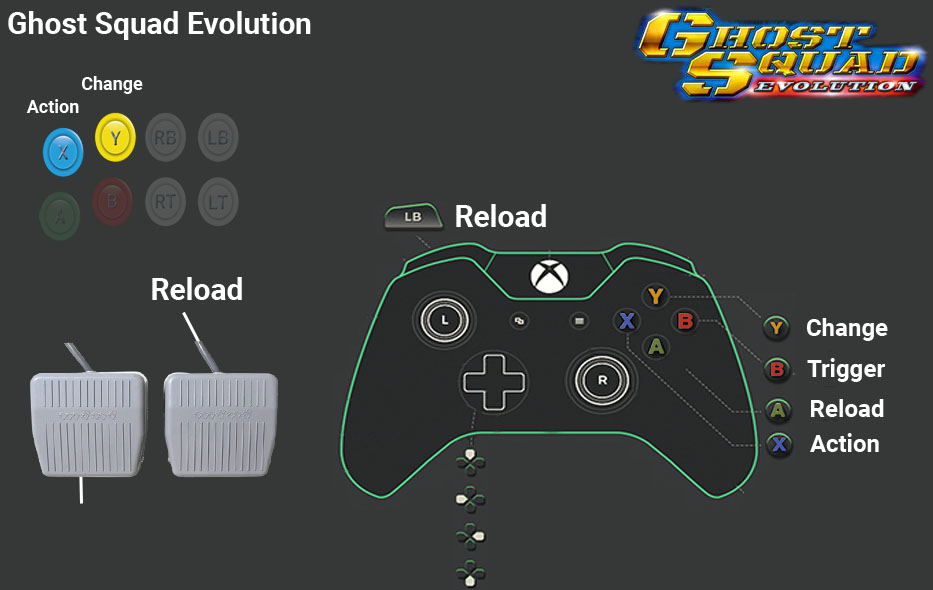 Ghost Squad Evolution
GHOST
SQUAD
EVOLUTION
Change
Action
X
Y
RB
LB
A
B
RT
LT
LB
Reload
Reload
L
Y
X
B
A
R
Y
Change
B
Trigger
A
Reload
X
Action